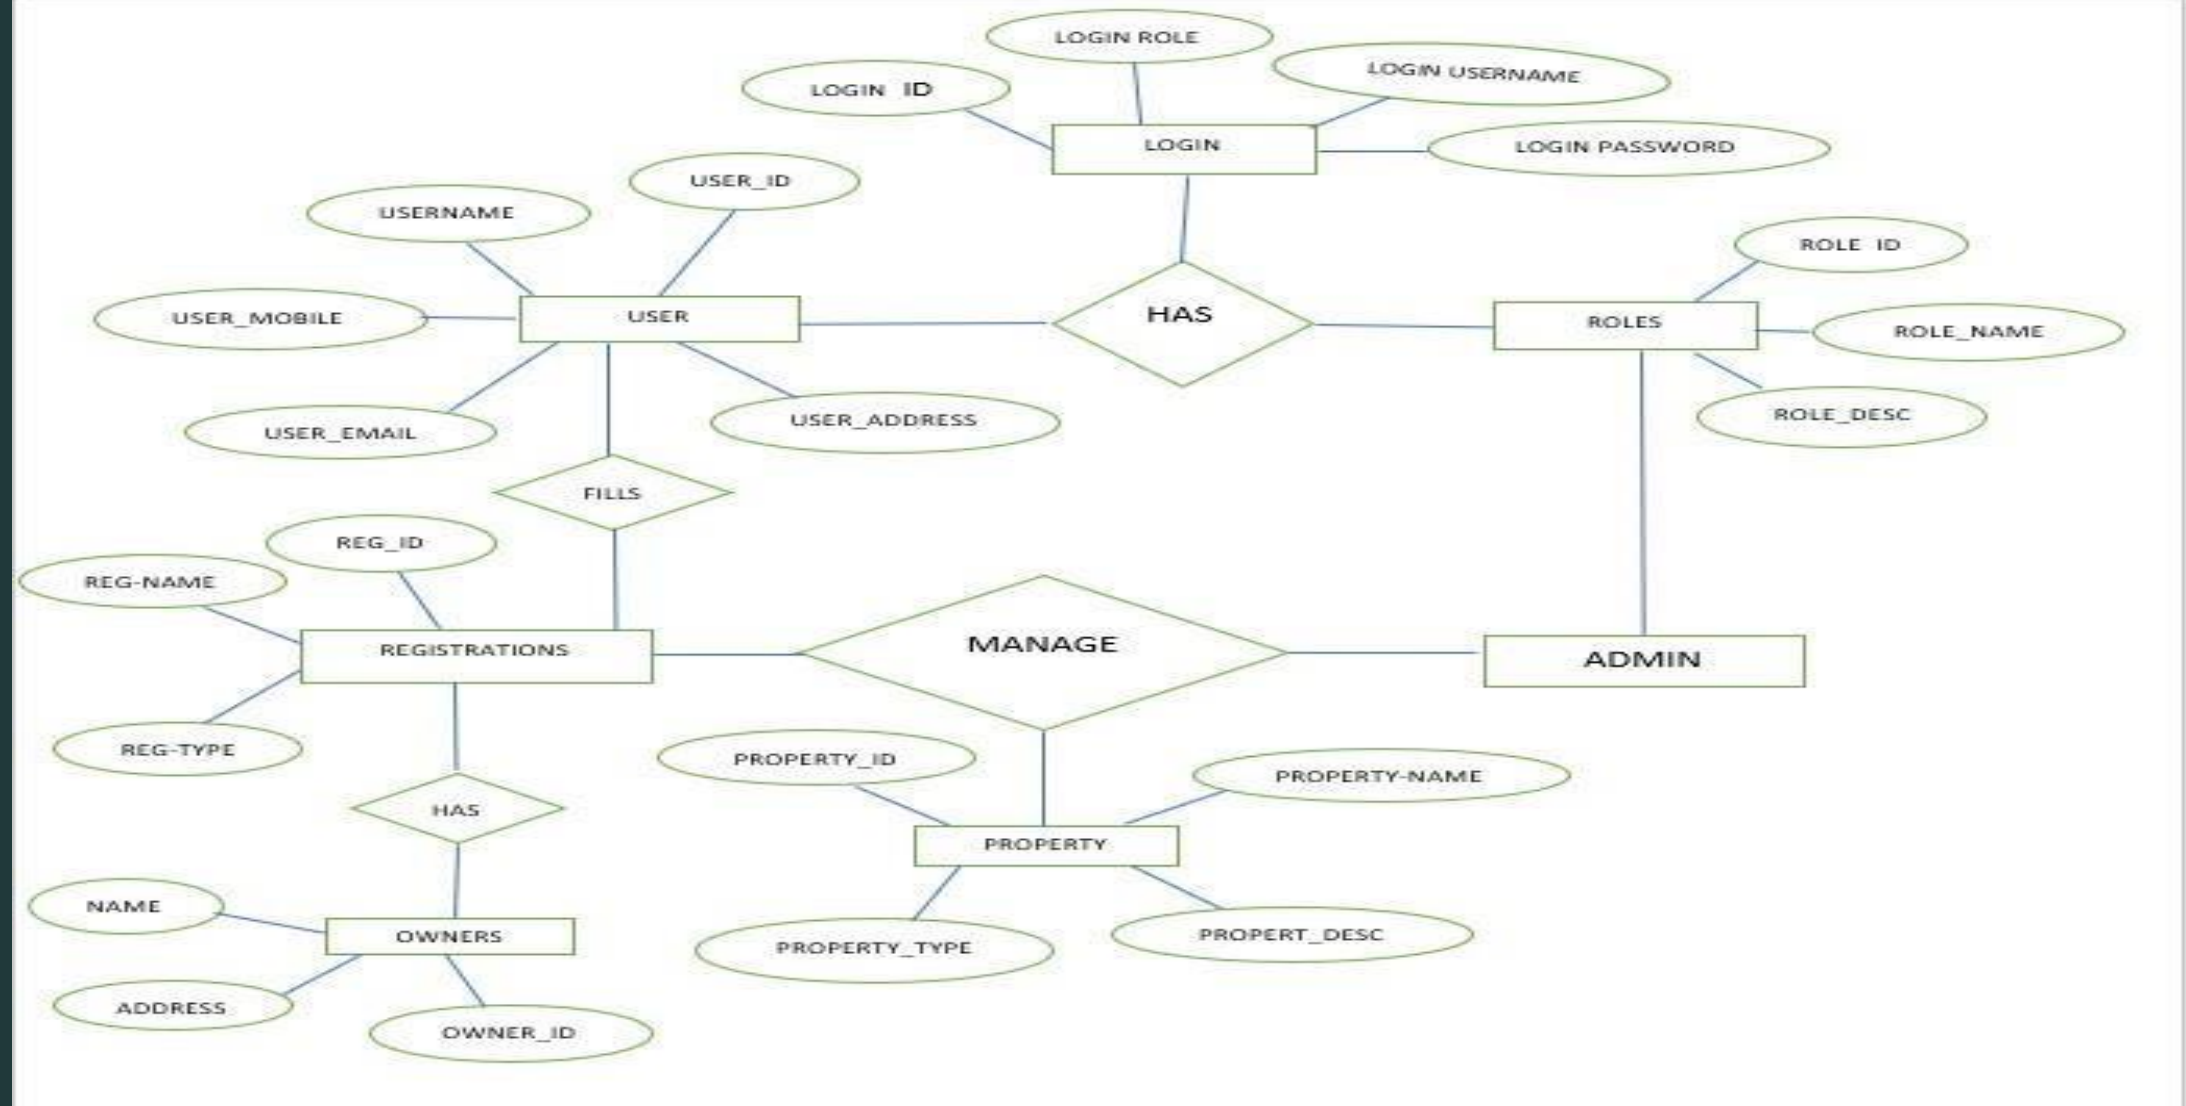 LOGIN ROLE
LOGIN USERNAME
LOGIN ID
LOGIN
LOGIN PASSWORD
USER_ID
USERNAME
ROLE ID
USER_MOBILE
USER
HAS
ROLES
ROLE_NAME
USER_EMAIL
USER_ADDRESS
ROLE_DESC
FILLS
REG_ID
REG-NAME
REGISTRATIONS
MANAGE
ADMIN
REG-TYPE
PROPERTY_ID
PROPERTY-NAME
HAS
PROPERTY
NAME
OWNERS
PROPERTY_TYPE
PROPERT_DESC
ADDRESS
OWNER_ID